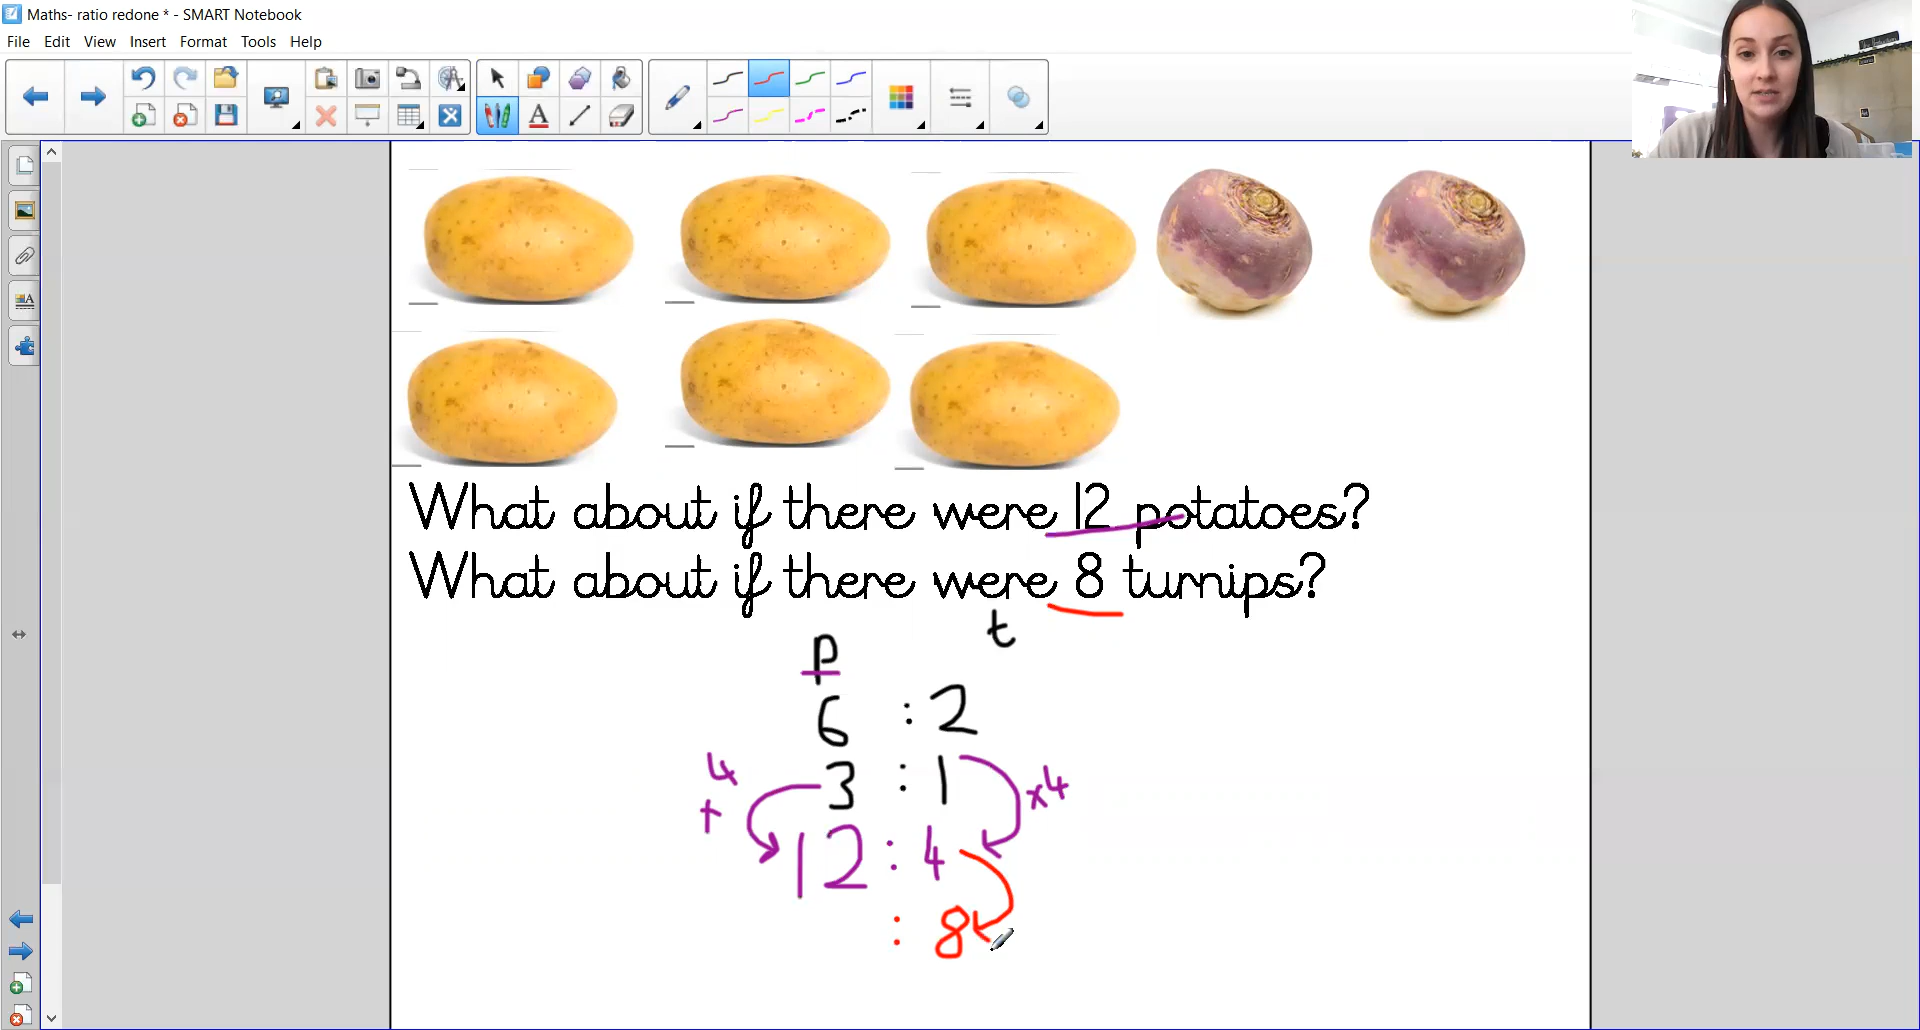 Maths- ratio redone * - SMART Notebook
File Edit View Insert Format Tools Help
A
A
What about if there were 12 potatoes?
What about if there were 8 turnips?
p t
6 : 2
3 : 1
4
x4
12 : 4
: 8